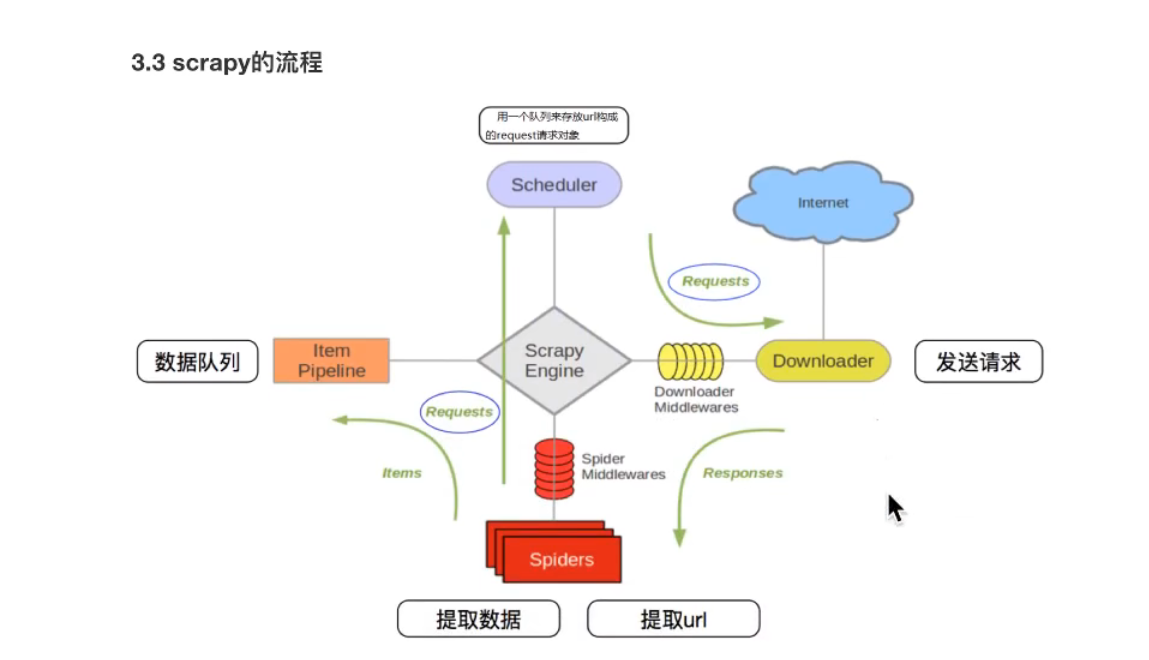 3.3 scrapy的流程
用一个队列来存放url构成
的request请求对象
Scheduler
Internet
Requests
数据队列
Item
Pipeline
Scrapy
Engine
Downloader
发送请求
Downloader
Middlewares
Requests
Items
Spider
Middlewares
Responses
Spiders
提取数据
提取url